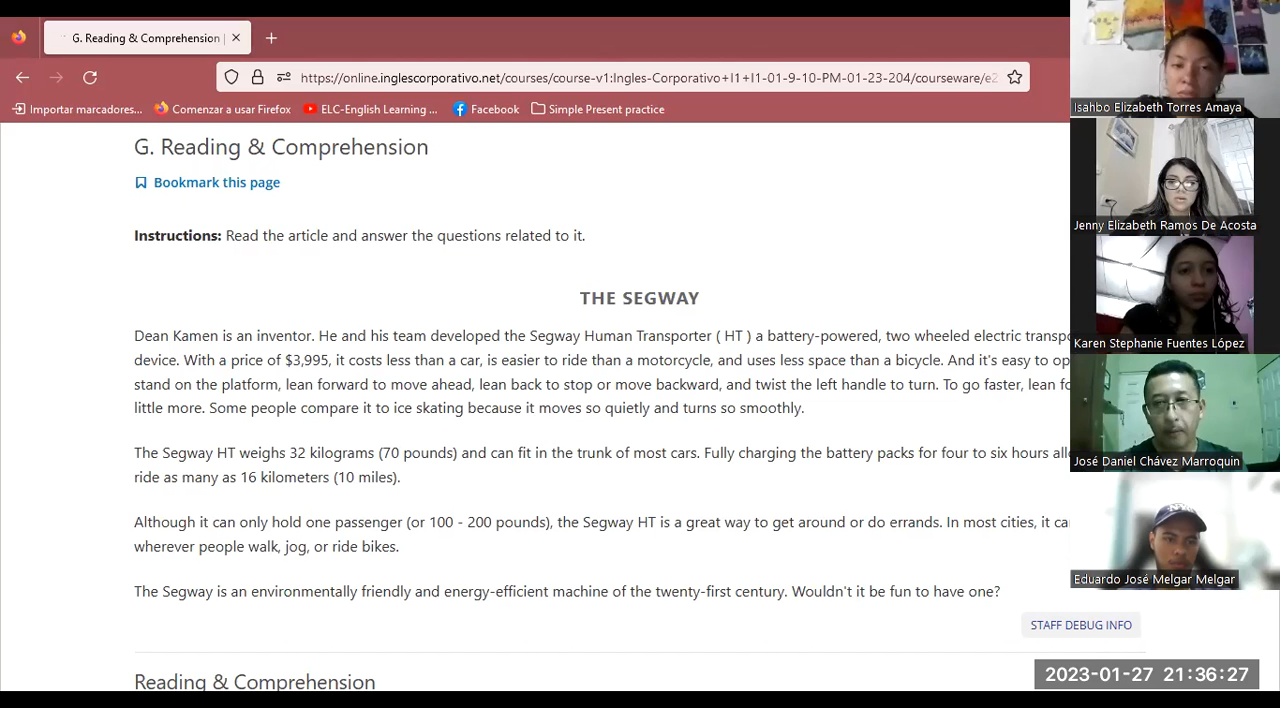 G. Reading & Comprehension |
https://online.inglescorporativo.net/courses/course-v1:Ingles-Corporativo+I1+I1-01-9-10-PM-01-23-204/courseware/e2
Importar marcadores... Comenzar a usar Firefox ELC-English Learning ... Facebook Simple Present practice
G. Reading & Comprehension
Bookmark this page
Instructions: Read the article and answer the questions related to it.
THE SEGWAY
Dean Kamen is an inventor. He and his team developed the Segway Human Transporter ( HT ) a battery-powered, two wheeled electric transp
device. With a price of $3,995, it costs less than a car, is easier to ride than a motorcycle, and uses less space than a bicycle. And it's easy to op
stand on the platform, lean forward to move ahead, lean back to stop or move backward, and twist the left handle to turn. To go faster, lean fo
little more. Some people compare it to ice skating because it moves so quietly and turns so smoothly.
The Segway HT weighs 32 kilograms (70 pounds) and can fit in the trunk of most cars. Fully charging the battery packs for four to six hours all
ride as many as 16 kilometers (10 miles).
Although it can only hold one passenger (or 100 - 200 pounds), the Segway HT is a great way to get around or do errands. In most cities, it ca
wherever people walk, jog, or ride bikes.
The Segway is an environmentally friendly and energy-efficient machine of the twenty-first century. Wouldn't it be fun to have one?
STAFF DEBUG INFO
Reading & Comprehension
Isahbo Elizabeth Torres Amaya
Jenny Elizabeth Ramos De Acosta
Karen Stephanie Fuentes López
José Daniel Chávez Marroquin
Eduardo José Melgar Melgar
2023-01-27 21:36:27